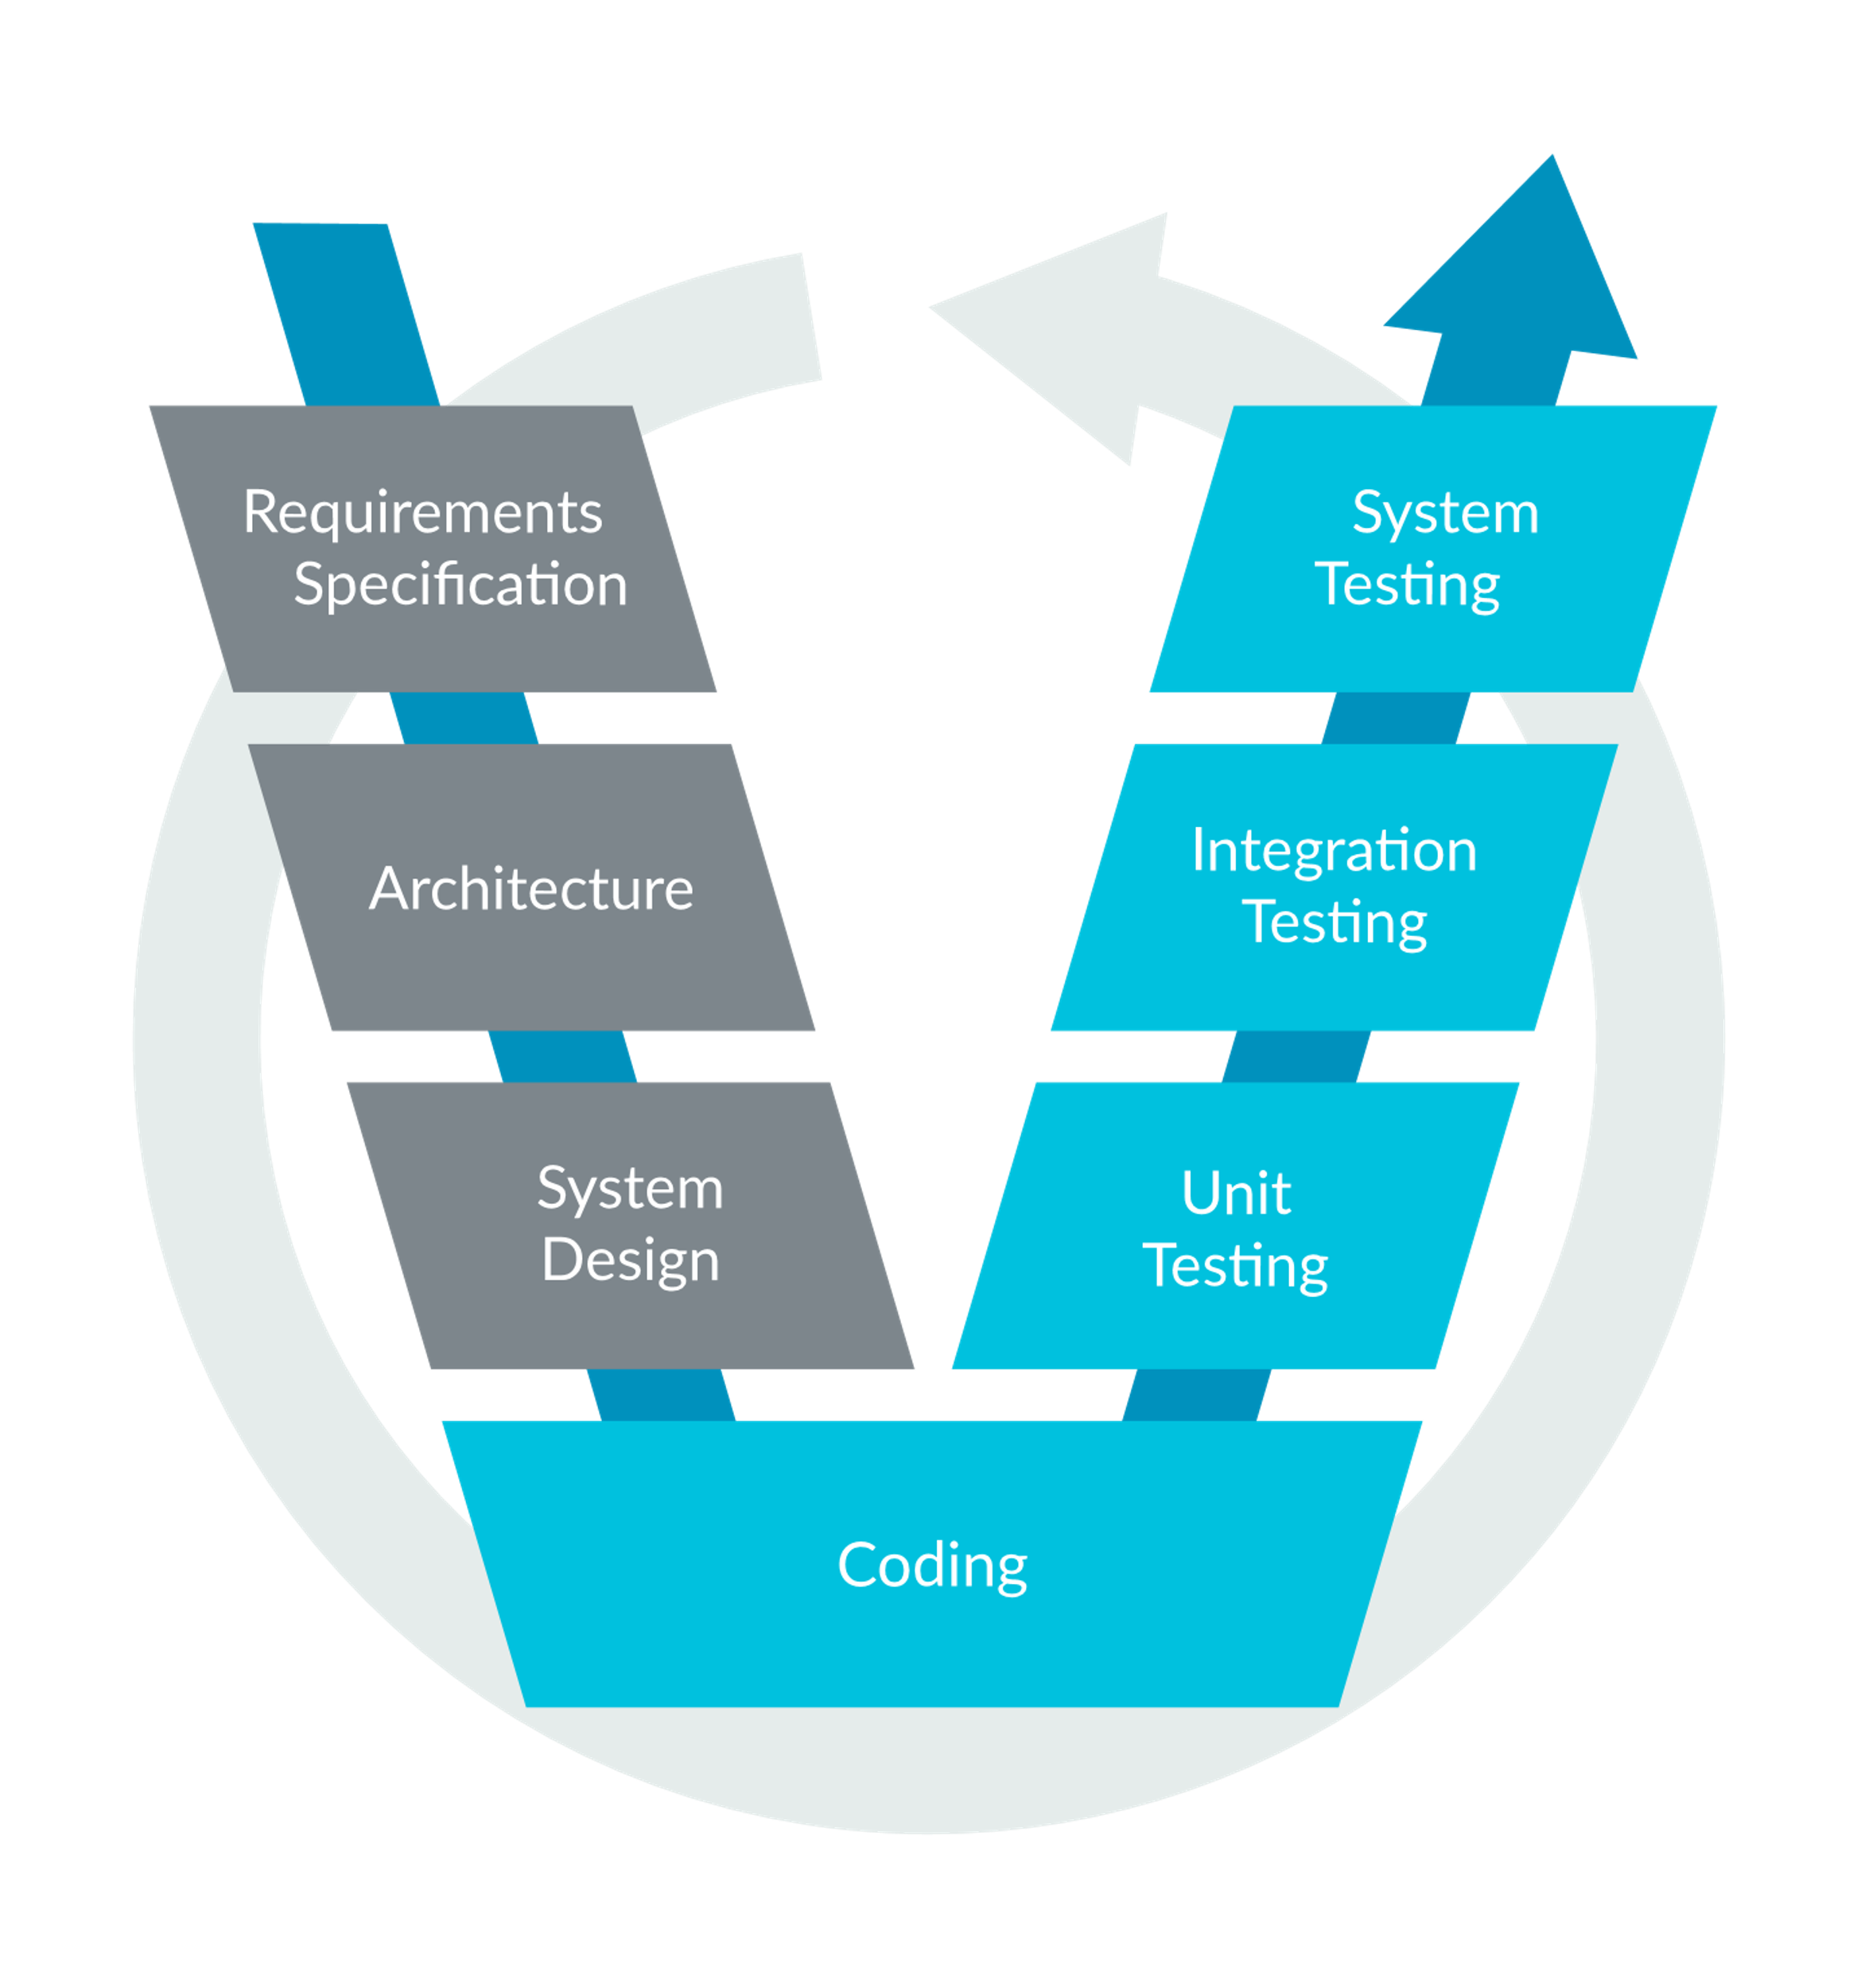 Requirements
Specification
Architecture
System
Design
Coding
Unit
Testing
Integration
Testing
System
Testing